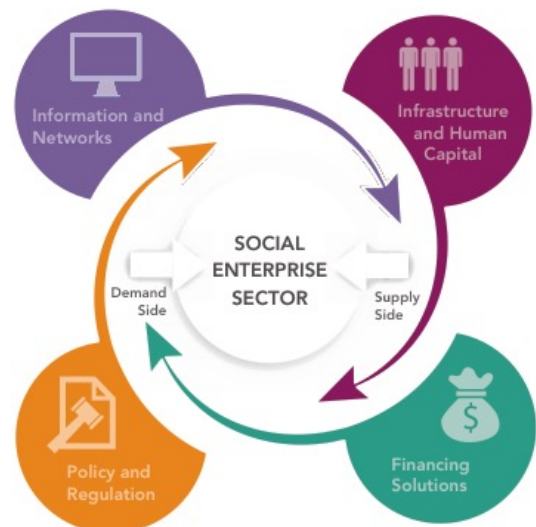 Information and
Networks
Infrastructure
and Human
Capital
SOCIAL
ENTERPRISE
SECTOR
Demand
Side
Supply
Side
Policy and
Regulation
$
Financing
Solutions